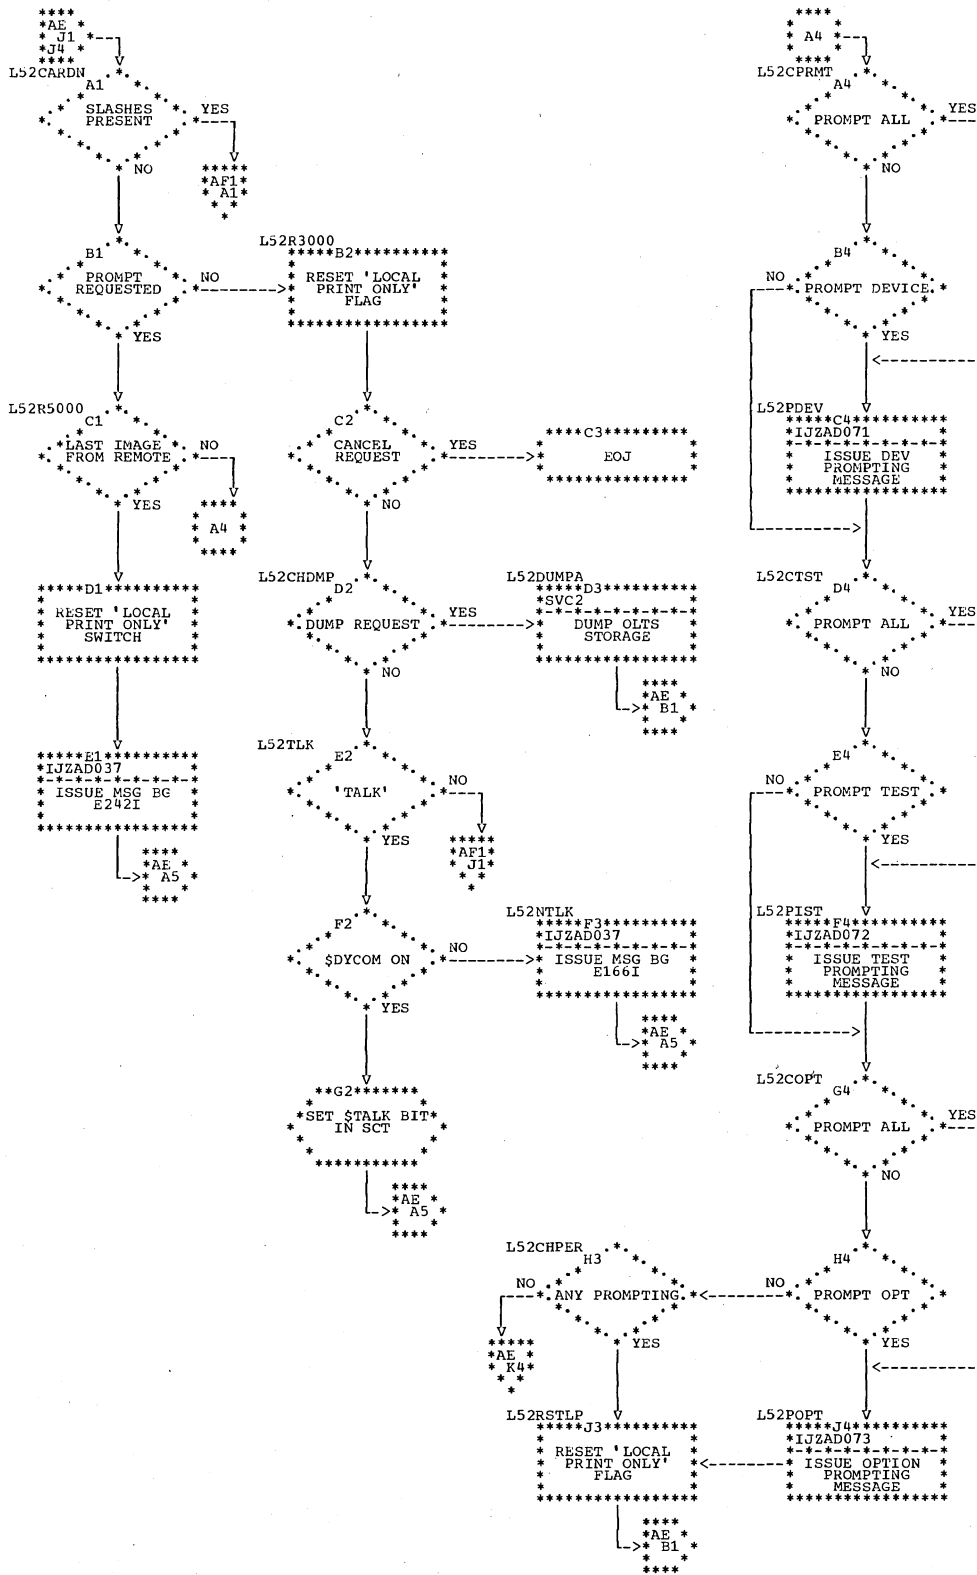 AE
J1
J4
L52CARDN
A1
SLASHES
PRESENT
YES
NO
AF1
A1
B1
PROMPT
REQUESTED
NO
YES
L52R3000
B2
RESET 'LOCAL
PRINT ONLY'
FLAG
L52R5000
C1
LAST IMAGE
FROM REMOTE
NO
YES
A4
C2
CANCEL
REQUEST
YES
NO
C3
EOJ
D1
RESET 'LOCAL
PRINT ONLY'
SWITCH
L52CHDMP
D2
DUMP REQUEST
YES
NO
L52DUMPA
D3
SVC2
DUMP OLTS
STORAGE
AE
B1
E1
IJZAD037
ISSUE MSG BG
E242I
AE
A5
L52TLK
E2
'TALK'
NO
YES
AF1
J1
F2
$DYCOM ON
NO
YES
L52NTLK
F3
IJZAD037
ISSUE MSG BG
E166I
AE
A5
G2
SET $TALK BIT
IN SCT
AE
A5
A4
L52CPRMT
A4
PROMPT ALL
YES
NO
B4
PROMPT DEVICE
NO
YES
L52PDEV
C4
IJZAD071
ISSUE DEV
PROMPTING
MESSAGE
L52CTST
D4
PROMPT ALL
YES
NO
E4
PROMPT TEST
NO
YES
L52PIST
F4
IJZAD072
ISSUE TEST
PROMPTING
MESSAGE
L52COPT
G4
PROMPT ALL
YES
NO
H4
PROMPT OPT
NO
YES
L52CHPER
H3
ANY PROMPTING
NO
YES
AE
K4
L52RSTLP
J3
RESET 'LOCAL
PRINT ONLY'
FLAG
L52POPT
J4
IJZAD073
ISSUE OPTION
PROMPTING
MESSAGE
AE
B1